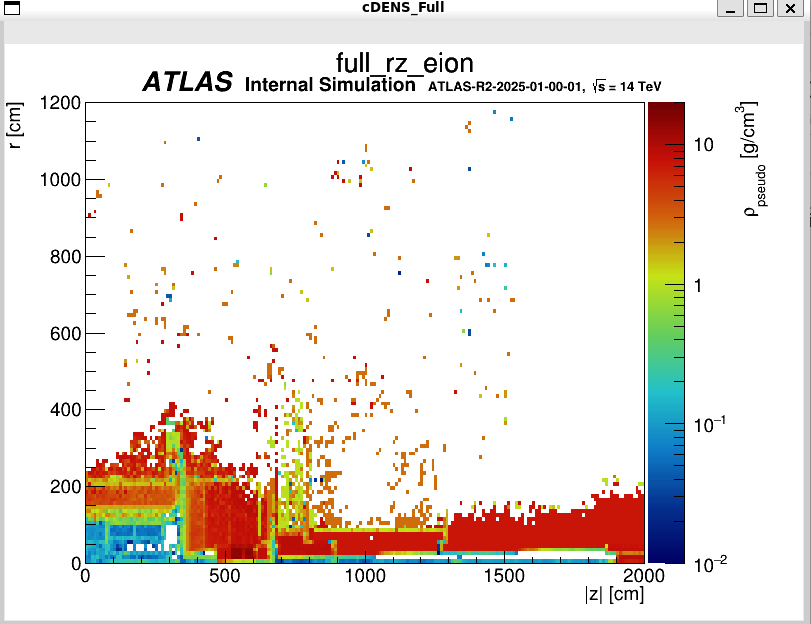 cDENS_Full
full_rz_eion
ATLAS Internal Simulation ATLAS-R2-2025-01-00-01, √s = 14 TeV
r [cm]
1200
1000
800
600
400
200
0
0 500 1000 1500 2000
|z| [cm]
10
1
10⁻¹
10⁻²
ρpseudo [g/cm³]